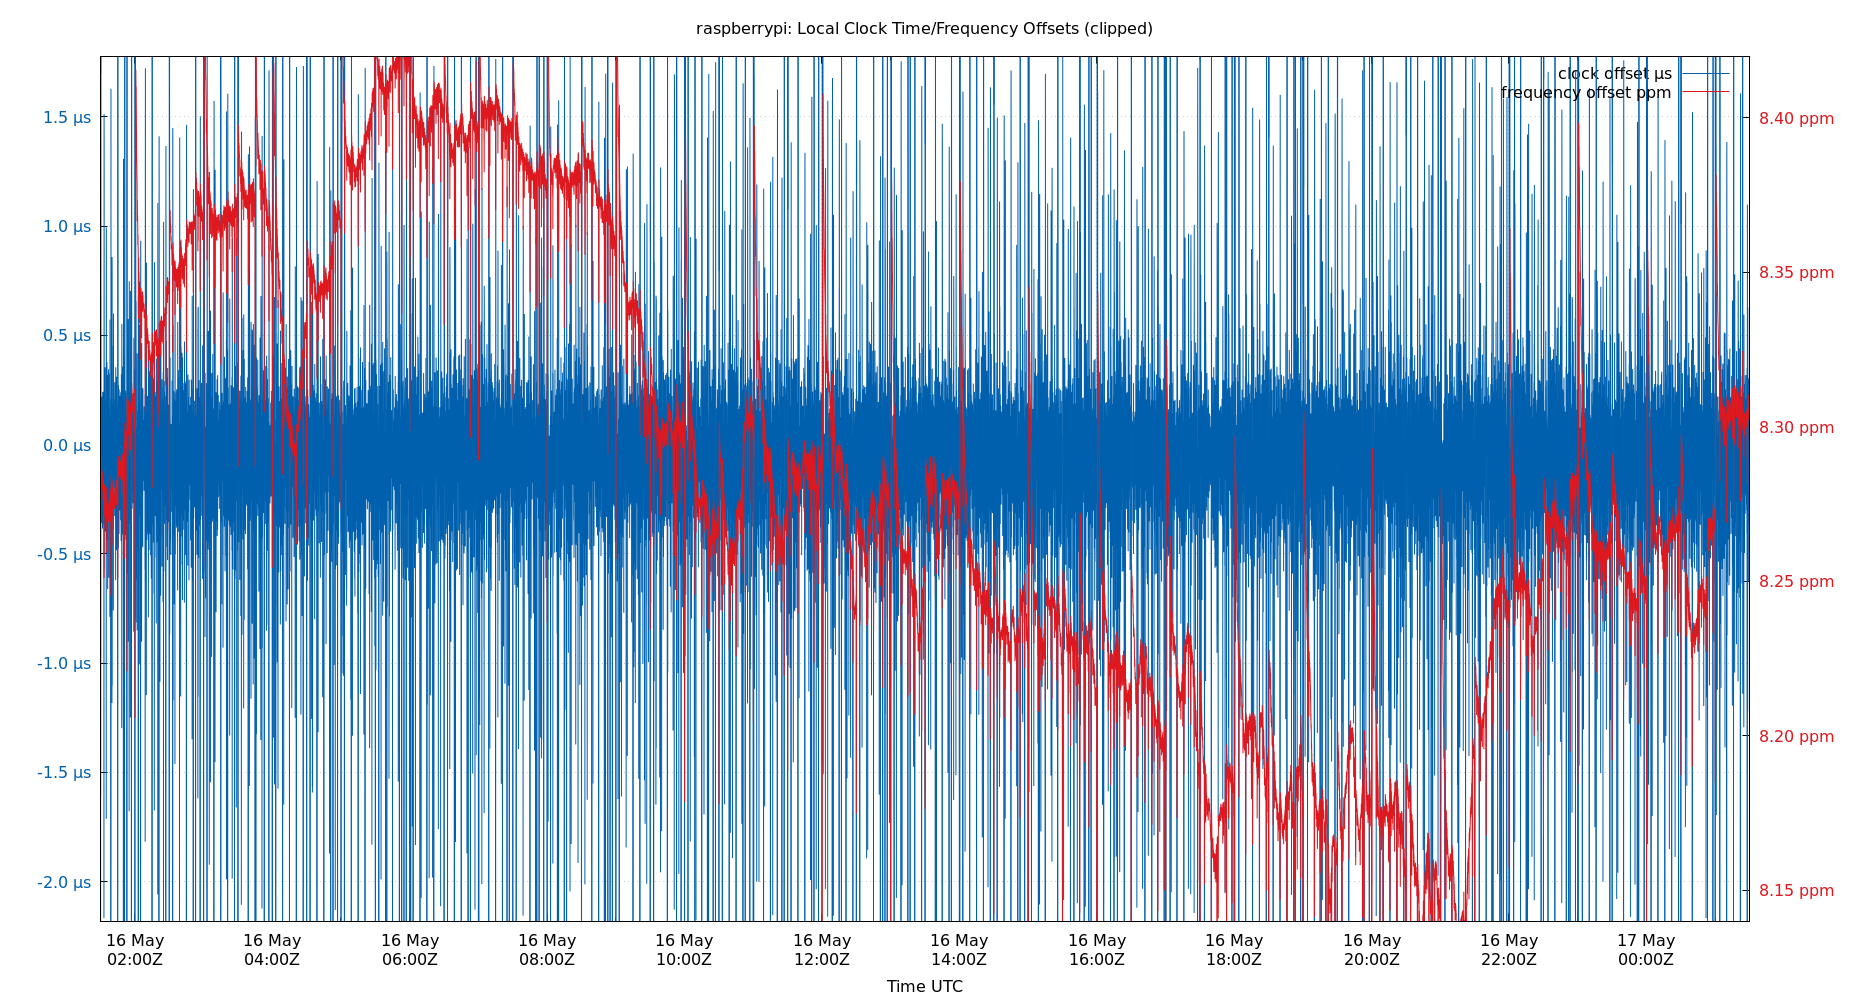 raspberrypi: Local Clock Time/Frequency Offsets (clipped)
clock offset µs
frequency offset ppm
1.5 µs
1.0 µs
0.5 µs
0.0 µs
-0.5 µs
-1.0 µs
-1.5 µs
-2.0 µs
8.40 ppm
8.35 ppm
8.30 ppm
8.25 ppm
8.20 ppm
8.15 ppm
16 May 16 May 16 May 16 May 16 May 16 May 16 May 16 May 16 May 16 May 16 May 17 May
02:00Z 04:00Z 06:00Z 08:00Z 10:00Z 12:00Z 14:00Z 16:00Z 18:00Z 20:00Z 22:00Z 00:00Z
Time UTC